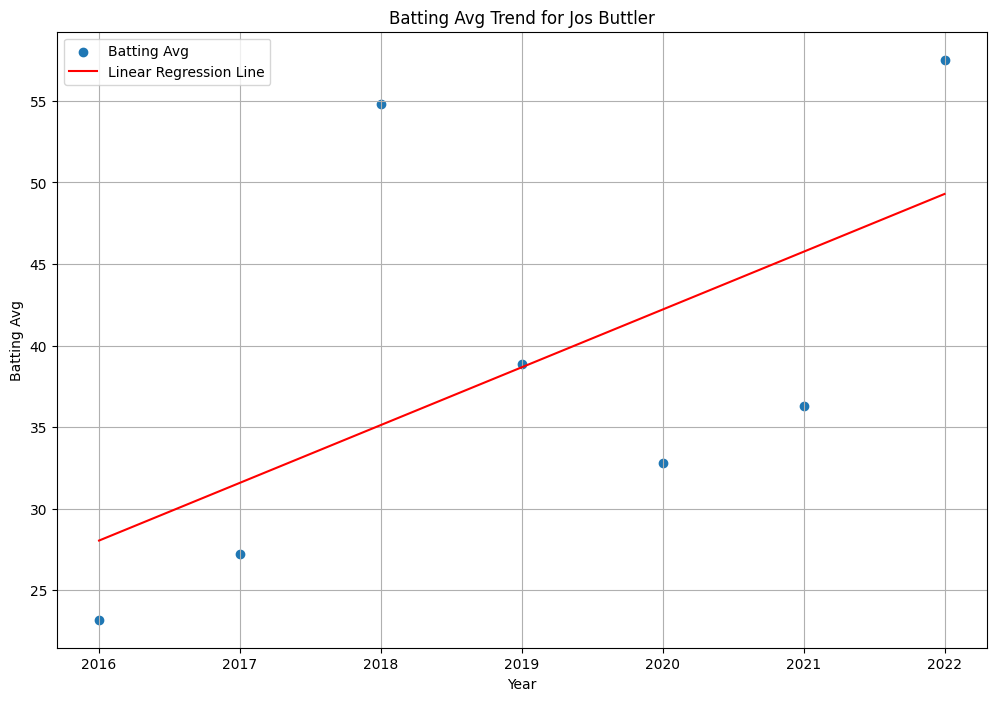 Batting Avg Trend for Jos Buttler
Batting Avg
Linear Regression Line
55
50
45
40
35
30
25
Batting Avg
2016 2017 2018 2019 2020 2021 2022
Year